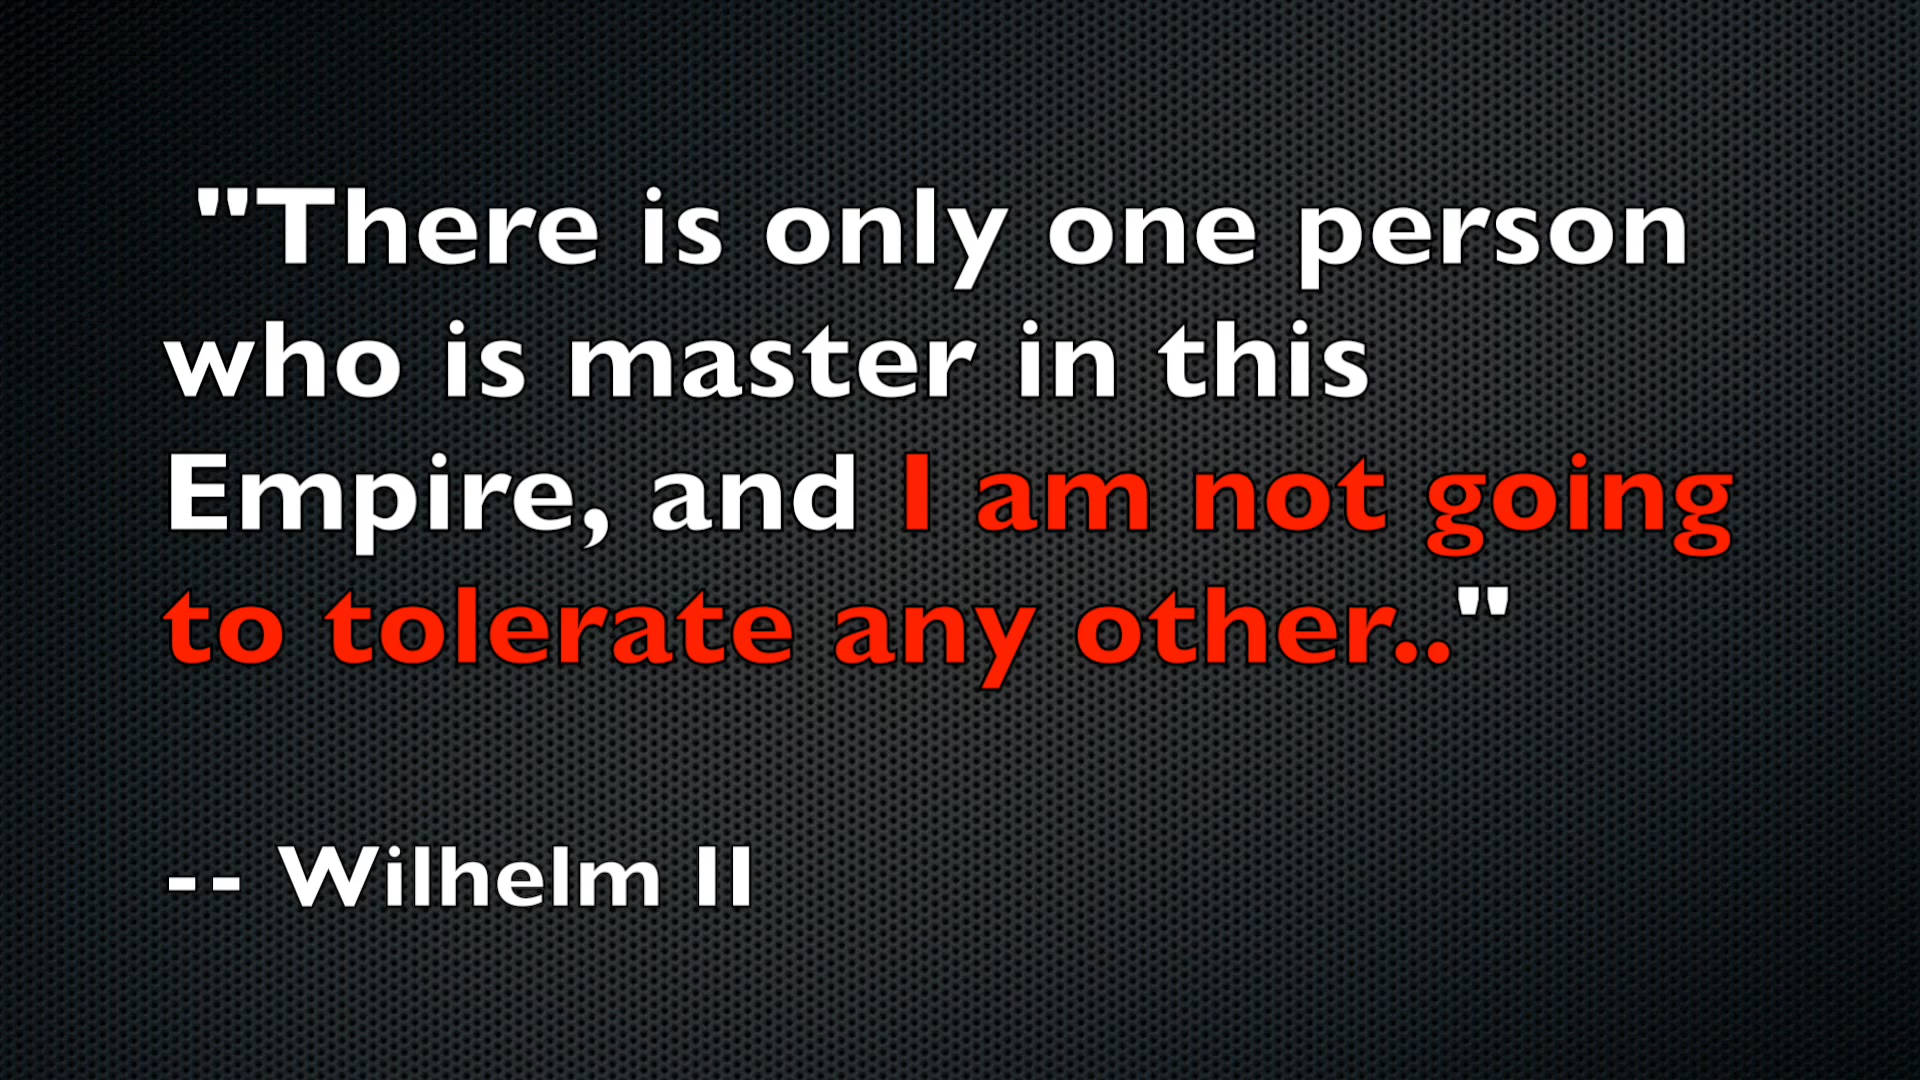 "There is only one person
who is master in this
Empire, and I am not going
to tolerate any other.."
-- Wilhelm II